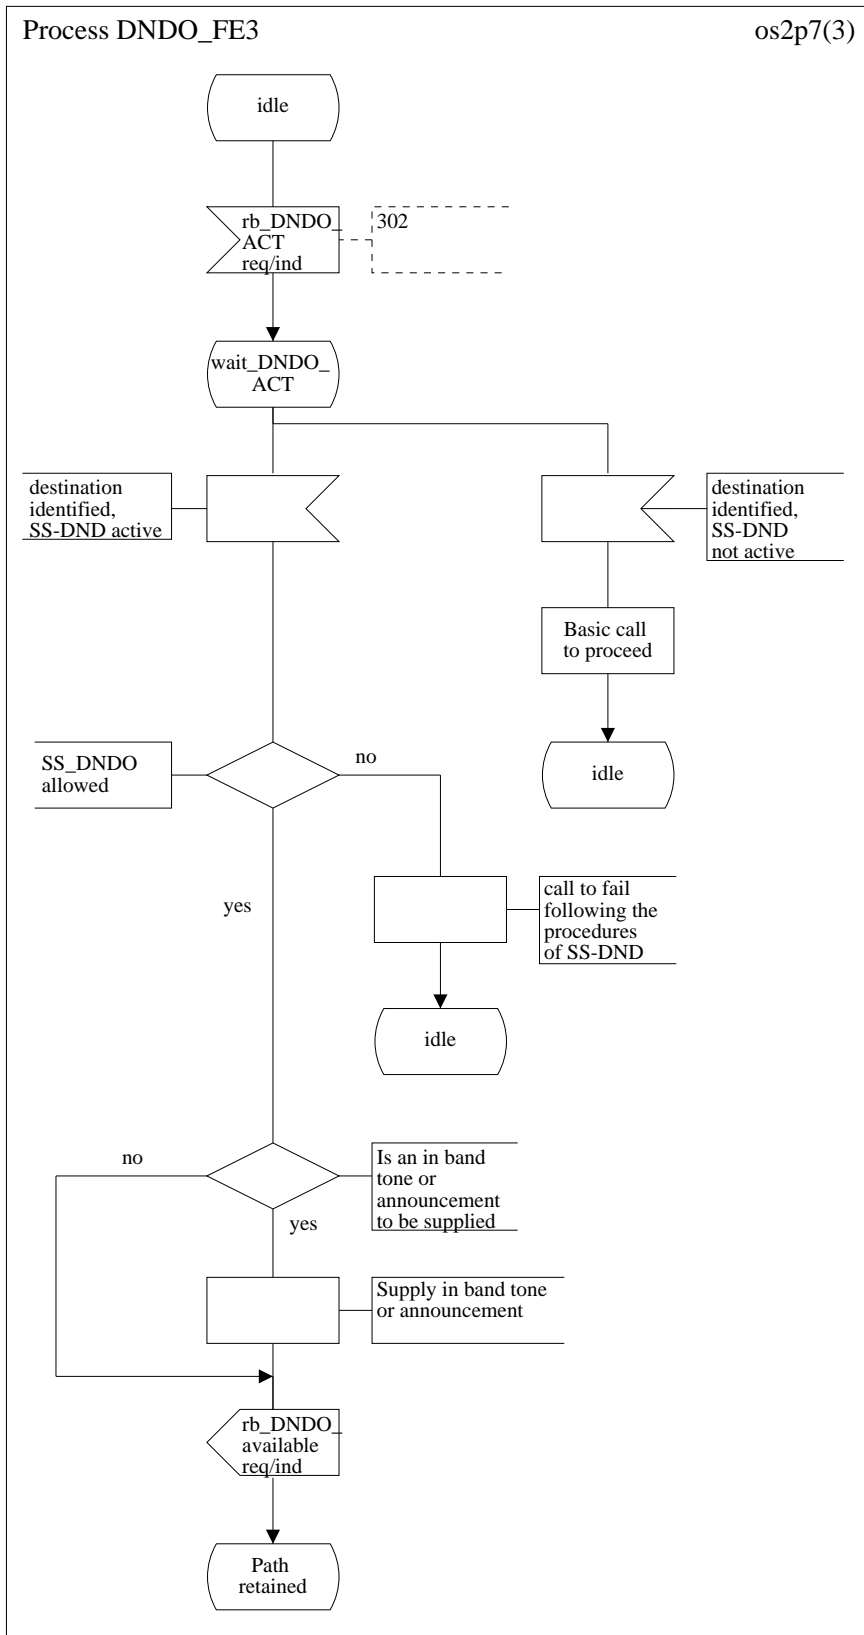 Process DNDO_FE3
os2p7(3)
idle
rb_DNDO_
ACT
req/ind
302
wait_DNDO_
ACT
destination
identified,
SS-DND active
destination
identified,
SS-DND
not active
Basic call
to proceed
SS_DNDO
allowed
no
idle
yes
call to fail
following the
procedures
of SS-DND
idle
no
Is an in band
tone or
announcement
to be supplied
yes
Supply in band tone
or announcement
rb_DNDO_
available
req/ind
Path
retained